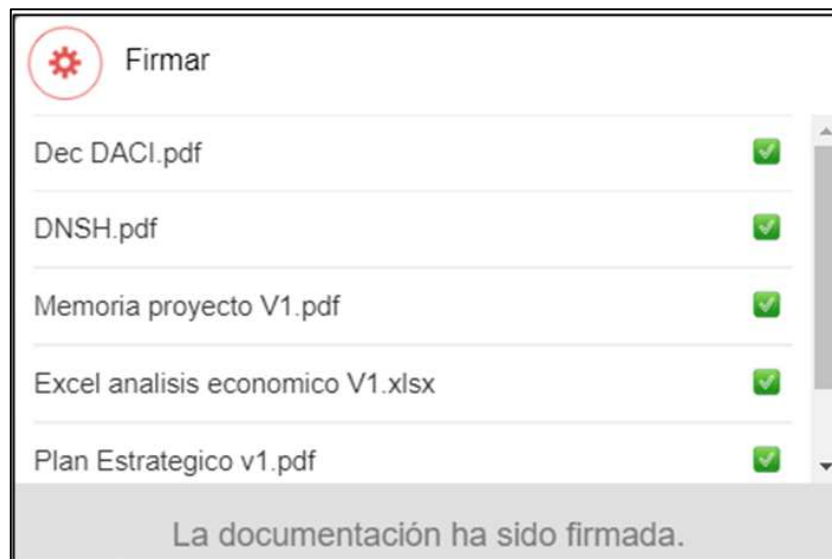 Firmar
Dec DACI.pdf
DNSH.pdf
Memoria proyecto V1.pdf
Excel analisis economico V1.xlsx
Plan Estrategico v1.pdf
La documentación ha sido firmada.